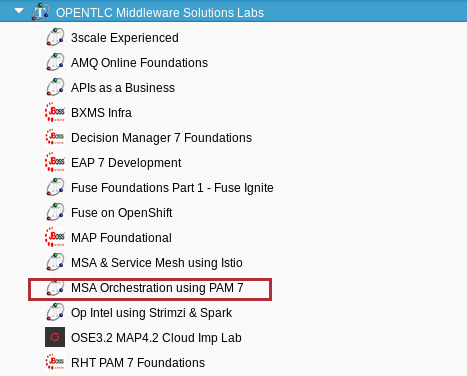 OPENTLC Middleware Solutions Labs
3scale Experienced
AMQ Online Foundations
APIs as a Business
BXMS Infra
Decision Manager 7 Foundations
EAP 7 Development
Fuse Foundations Part 1 - Fuse Ignite
Fuse on OpenShift
MAP Foundational
MSA & Service Mesh using Istio
MSA Orchestration using PAM 7
Op Intel using Strimzi & Spark
OSE3.2 MAP4.2 Cloud Imp Lab
RHT PAM 7 Foundations